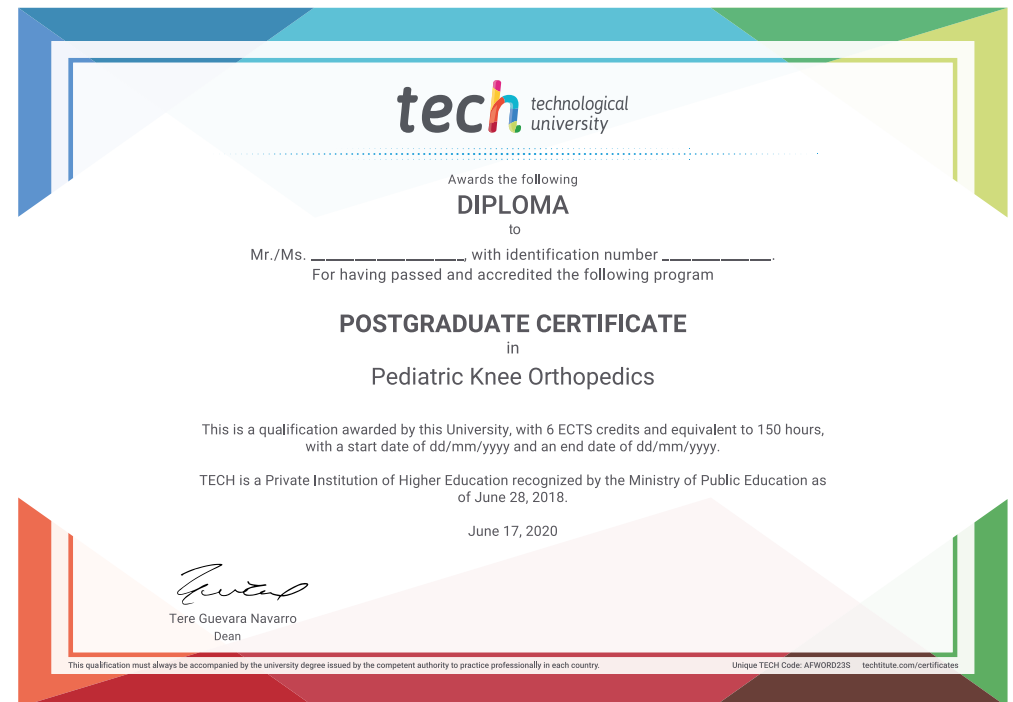 tech technological
university
Awards the following
DIPLOMA
to
Mr./Ms. __________________, with identification number _____________.
For having passed and accredited the following program
POSTGRADUATE CERTIFICATE
in
Pediatric Knee Orthopedics
This is a qualification awarded by this University, with 6 ECTS credits and equivalent to 150 hours,
with a start date of dd/mm/yyyy and an end date of dd/mm/yyyy.
TECH is a Private Institution of Higher Education recognized by the Ministry of Public Education as
of June 28, 2018.
June 17, 2020
Tere Guevara Navarro
Dean
This qualification must always be accompanied by the university degree issued by the competent authority to practice professionally in each country.
Unique TECH Code: AFWORD23S techtitute.com/certificates